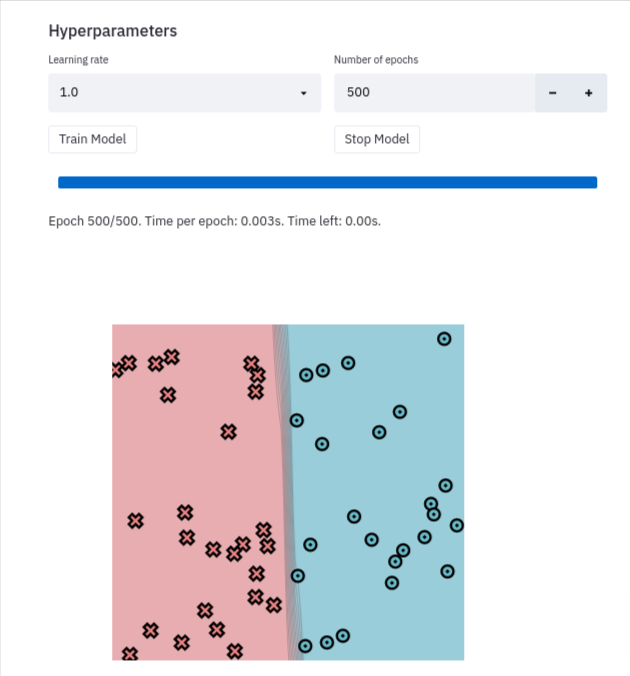 Hyperparameters
Learning rate
Number of epochs
1.0
500
−
+
Train Model
Stop Model
Epoch 500/500. Time per epoch: 0.003s. Time left: 0.00s.